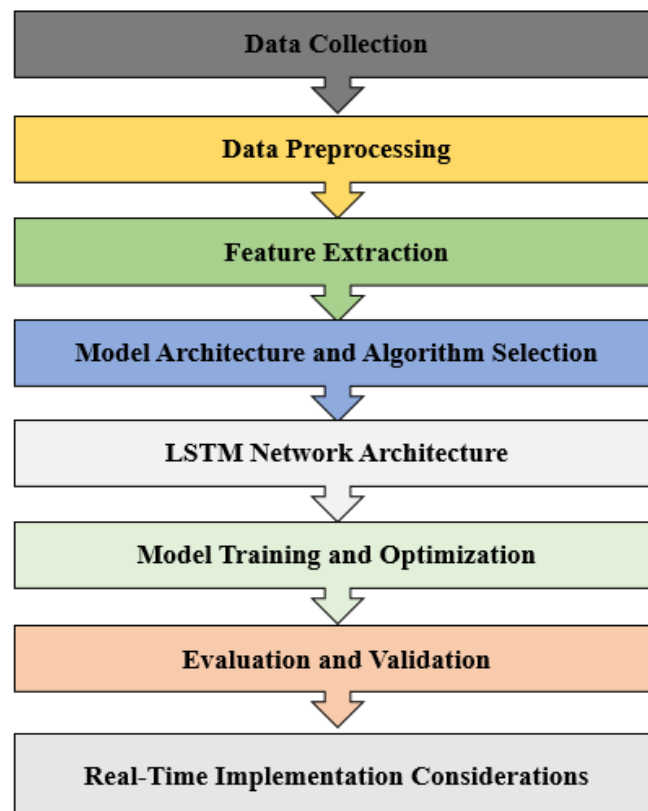 Data Collection
Data Preprocessing
Feature Extraction
Model Architecture and Algorithm Selection
LSTM Network Architecture
Model Training and Optimization
Evaluation and Validation
Real-Time Implementation Considerations